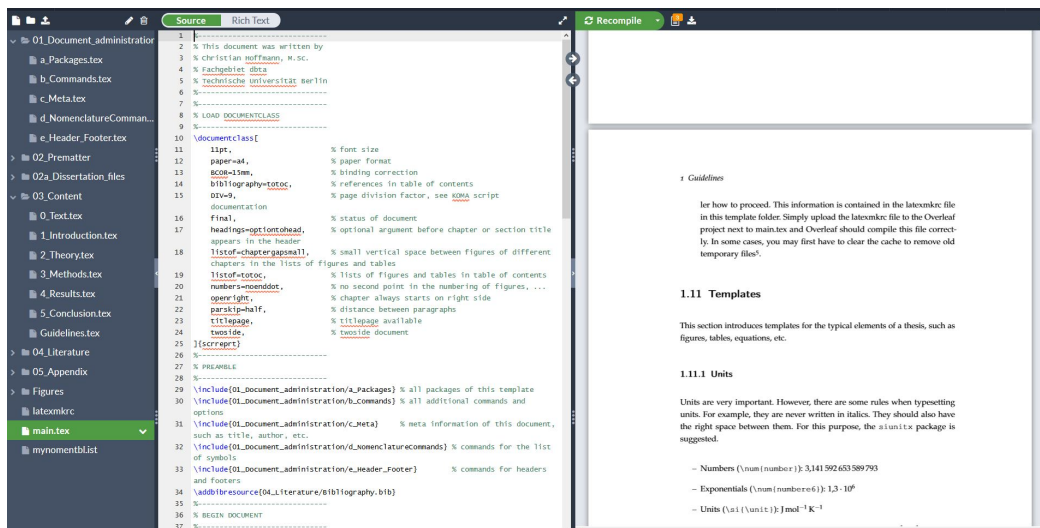 Source
Rich Text
Recompile
01_Document_administration
a_Packages.tex
b_Commands.tex
c_Meta.tex
d_NomenclatureComman...
e_Header_Footer.tex
02_Prematter
02a_Dissertation_files
03_Content
0_Text.tex
1_Introduction.tex
2_Theory.tex
3_Methods.tex
4_Results.tex
5_Conclusion.tex
Guidelines.tex
04_Literature
05_Appendix
Figures
latexmkrc
main.tex
mynomentbl.ist
1 %-----------------------------
2 % This document was written by
3 % Christian Hoffmann, M.Sc.
4 % Fachgebiet dbta
5 % Technische Universität Berlin
6 %-----------------------------
7 %-----------------------------
8 % LOAD DOCUMENTCLASS
9 %-----------------------------
10 \documentclass[
11 11pt, % font size
12 paper=a4, % paper format
13 BCOR=15mm, % binding correction
14 bibliography=totoc, % references in table of contents
15 DIV=9, % page division factor, see KOMA script
documentation
16 final, % status of document
17 headings=optiontohead, % optional argument before chapter or section title
appears in the header
18 listof=chaptergapsmall, % small vertical space between figures of different
chapters in the lists of figures and tables
19 listof=totoc, % lists of figures and tables in table of contents
20 numbers=noenddot, % no second point in the numbering of figures, ...
21 openright, % chapter always starts on right side
22 parskip=half, % distance between paragraphs
23 titlepage, % titlepage available
24 twoside, % twoside document
25 ]{scrreprt}
26 %-----------------------------
27 % PREAMBLE
28 %-----------------------------
29 \include{01_Document_administration/a_Packages} % all packages of this template
30 \include{01_Document_administration/b_Commands} % all additional commands and
options
31 \include{01_Document_administration/c_Meta} % meta information of this document,
such as title, author, etc.
32 \include{01_Document_administration/d_NomenclatureCommands} % commands for the list
of symbols
33 \include{01_Document_administration/e_Header_Footer} % commands for headers
and footers
34 \addbibresource{04_Literature/Bibliography.bib}
35 %-----------------------------
36 % BEGIN DOCUMENT
37 %-----------------------------
1 Guidelines
ler how to proceed. This information is contained in the latexmkrc file
in this template folder. Simply upload the latexmkrc file to the Overleaf
project next to main.tex and Overleaf should compile this file correct-
ly. In some cases, you may first have to clear the cache to remove old
temporary files⁵.
1.11 Templates
This section introduces templates for the typical elements of a thesis, such as
figures, tables, equations, etc.
1.11.1 Units
Units are very important. However, there are some rules when typesetting
units. For example, they are never written in italics. They should also have
the right space between them. For this purpose, the siunitx package is
suggested.
– Numbers (\num{number}): 3,141 592 653 589 793
– Exponentials (\num{numbere6}): 1,3 · 10⁶
– Units (\si{\unit}): J mol⁻¹ K⁻¹